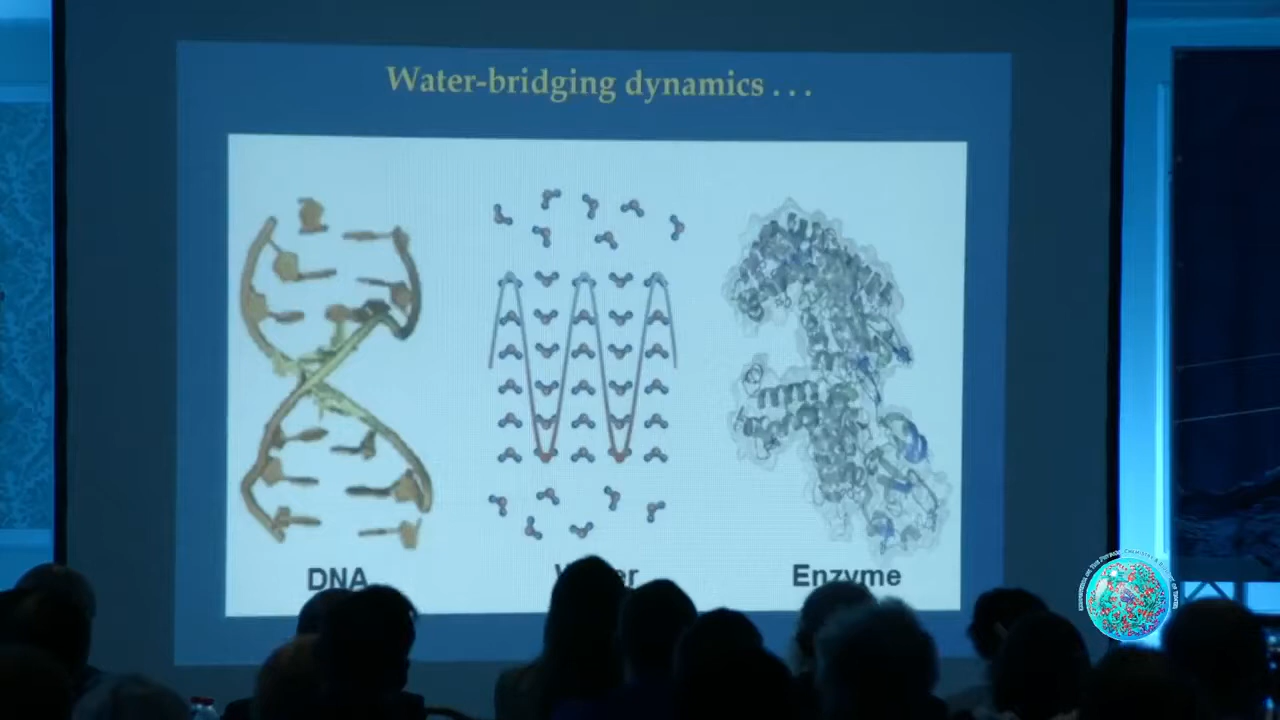 Water-bridging dynamics . . .
DNA
Enzyme